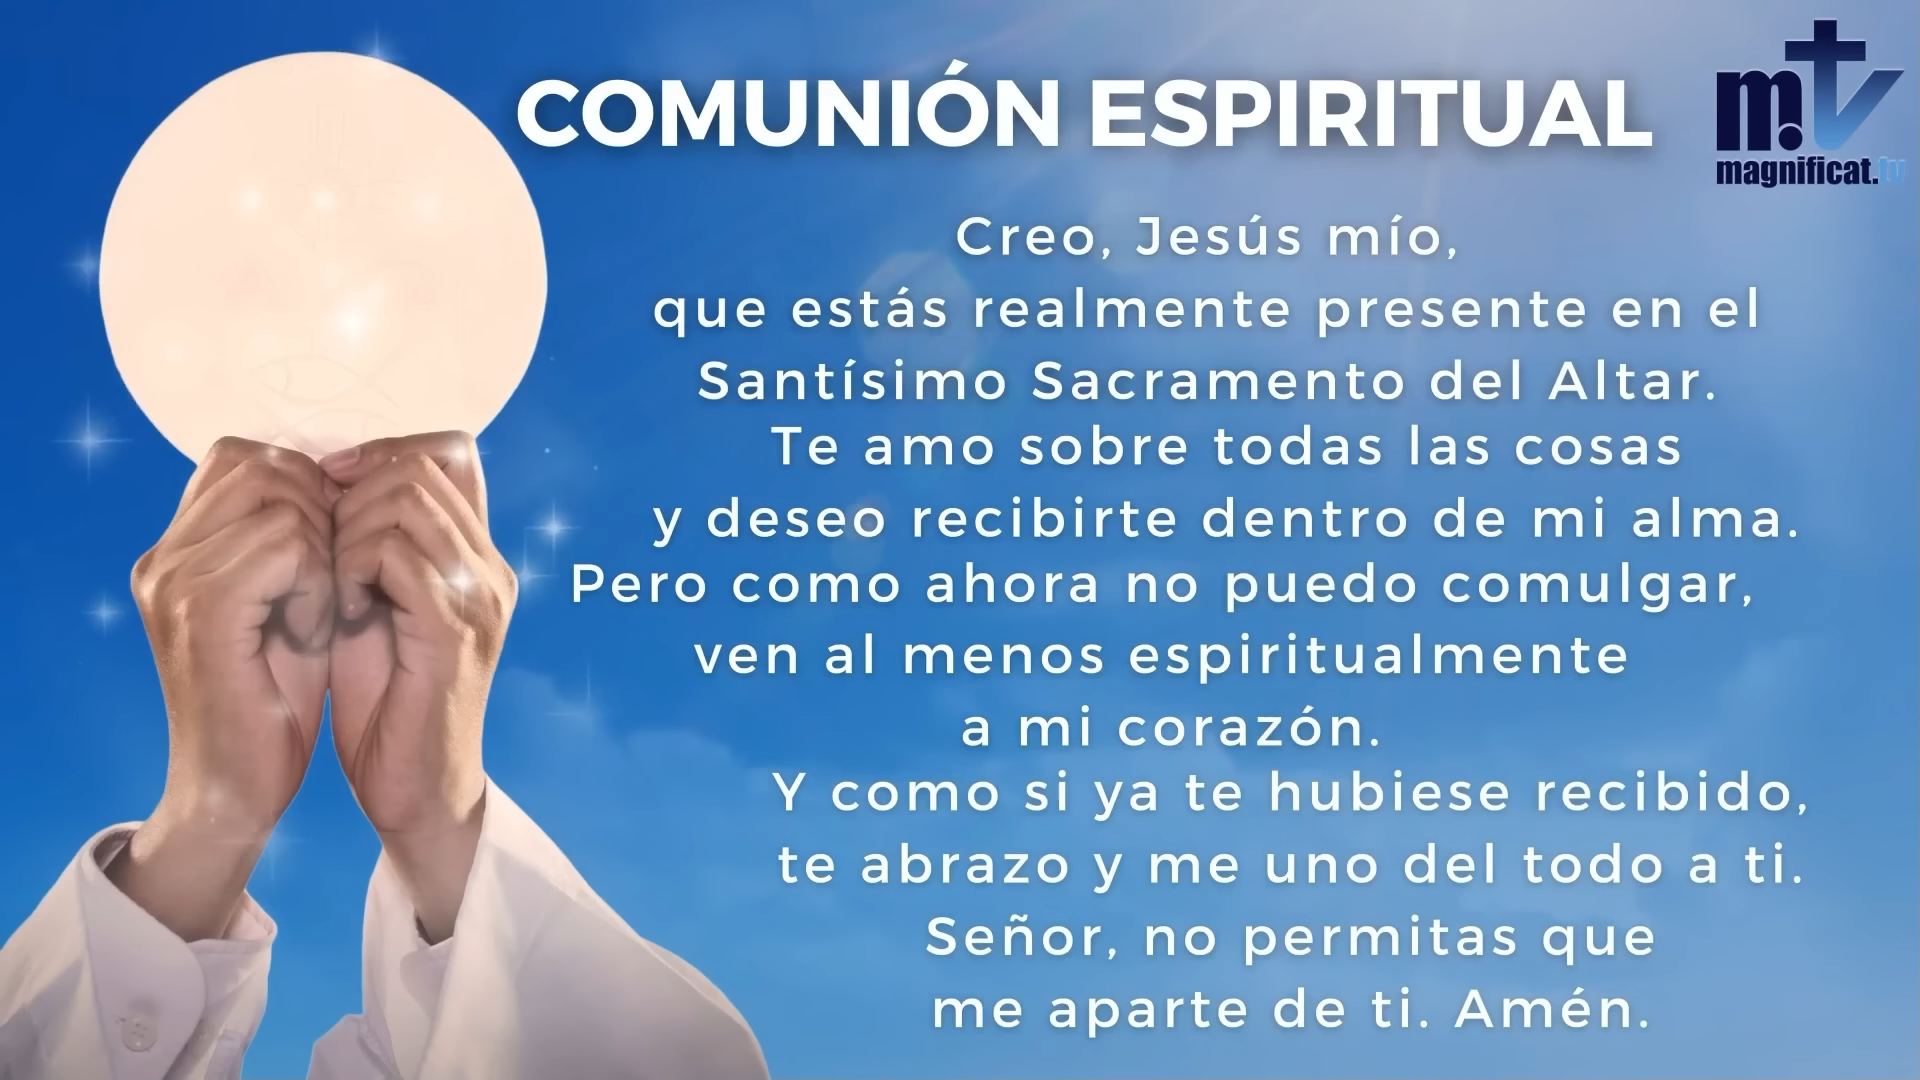 COMUNIÓN ESPIRITUAL
m.tv
magnificat.tv
Creo, Jesús mío,
que estás realmente presente en el
Santísimo Sacramento del Altar.
Te amo sobre todas las cosas
y deseo recibirte dentro de mi alma.
Pero como ahora no puedo comulgar,
ven al menos espiritualmente
a mi corazón.
Y como si ya te hubiese recibido,
te abrazo y me uno del todo a ti.
Señor, no permitas que
me aparte de ti. Amén.